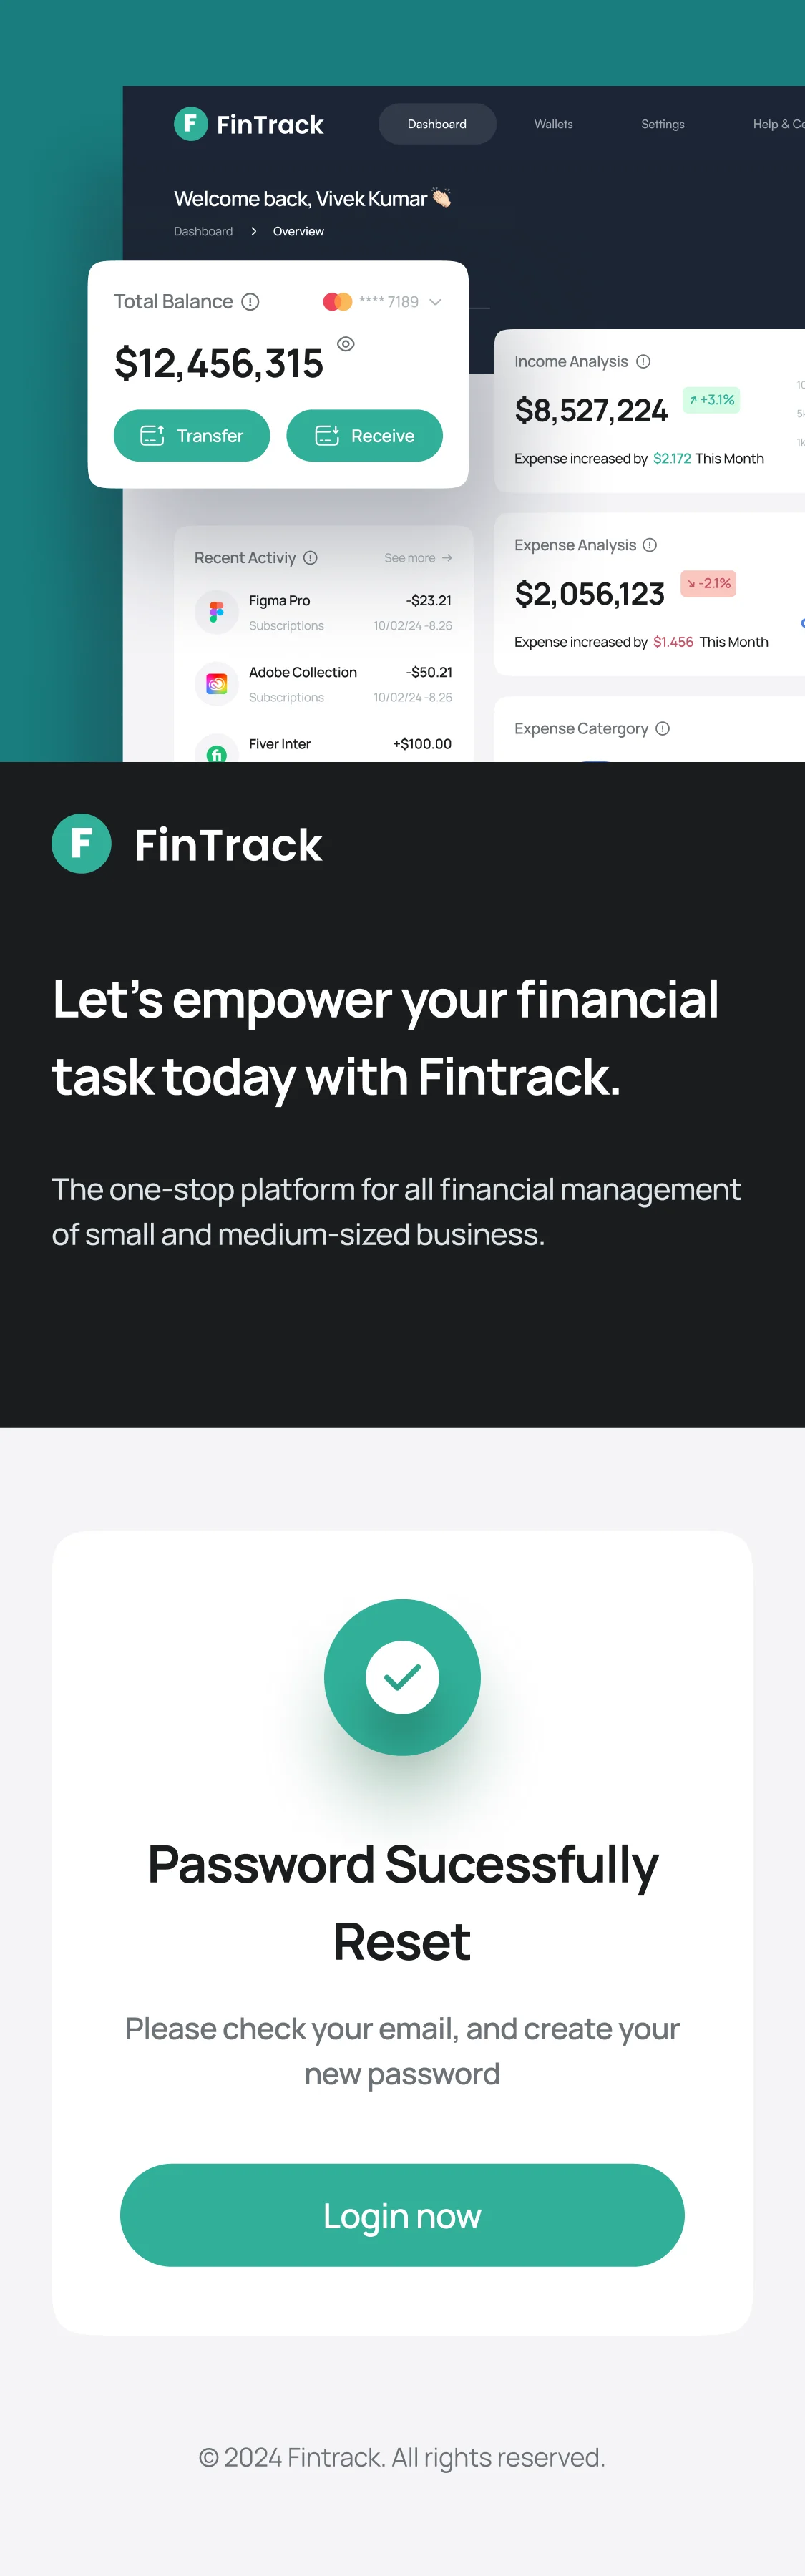 F FinTrack
Dashboard
Wallets
Settings
Help & Ce
Welcome back, Vivek Kumar 👏🏻
Dashboard > Overview
Total Balance
**** 7189
$12,456,315
Transfer
Receive
Income Analysis
$8,527,224
+3.1%
Expense increased by $2.172 This Month
10
5k
1k
Expense Analysis
$2,056,123
-2.1%
Expense increased by $1.456 This Month
Recent Activiy
See more →
Figma Pro
-$23.21
Subscriptions
10/02/24 -8.26
Adobe Collection
-$50.21
Subscriptions
10/02/24 -8.26
fi
Fiver Inter
+$100.00
Expense Catergory
F FinTrack
Let's empower your financial
task today with Fintrack.
The one-stop platform for all financial management
of small and medium-sized business.
Password Sucessfully
Reset
Please check your email, and create your
new password
Login now
© 2024 Fintrack. All rights reserved.